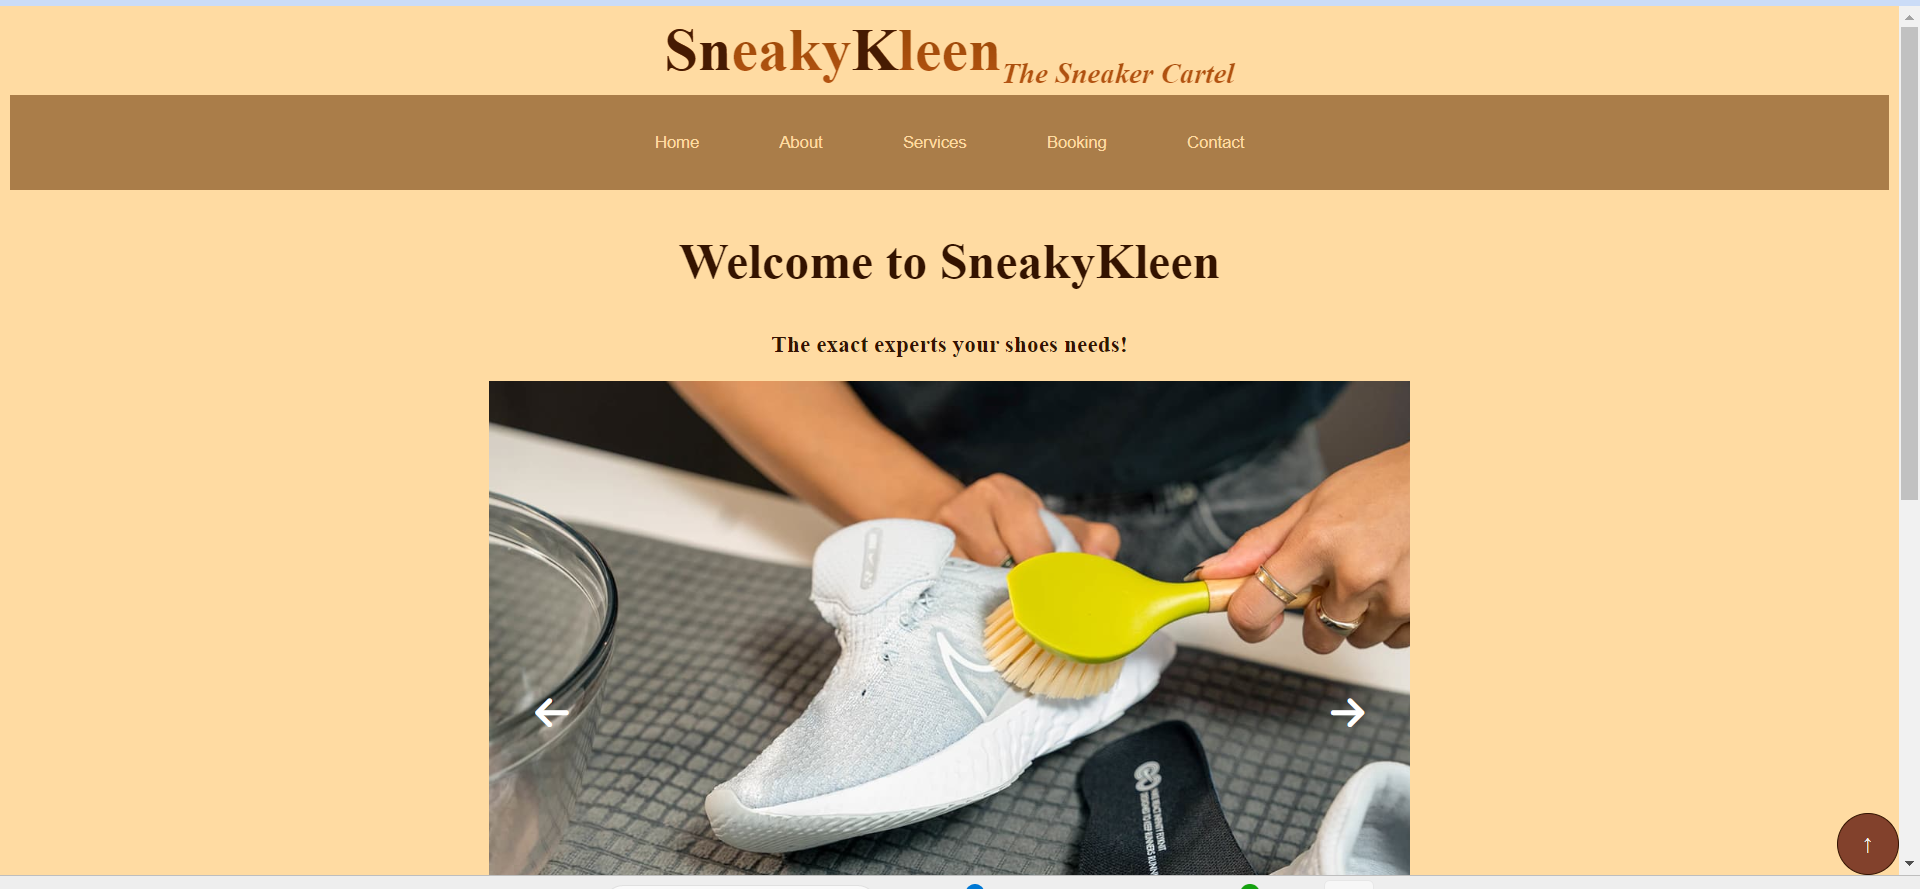 SneakyKleen The Sneaker Cartel
Home About Services Booking Contact
Welcome to SneakyKleen
The exact experts your shoes needs!
↑